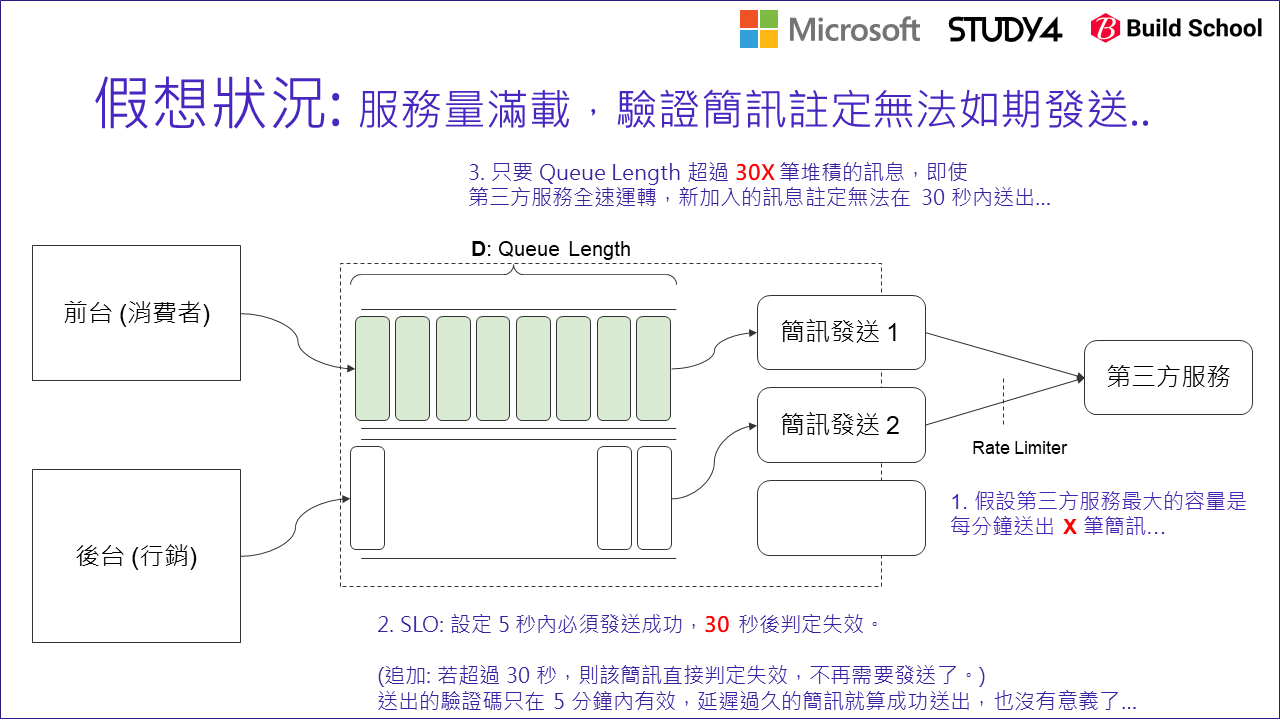 Microsoft STUDY4 Build School
假想狀況: 服務量滿載，驗證簡訊註定無法如期發送..
3. 只要 Queue Length 超過 30X 筆堆積的訊息，即使
第三方服務全速運轉，新加入的訊息註定無法在 30 秒內送出…
D: Queue Length
前台 (消費者)
簡訊發送 1
第三方服務
簡訊發送 2
Rate Limiter
後台 (行銷)
1. 假設第三方服務最大的容量是
每分鐘送出 X 筆簡訊…
2. SLO: 設定 5 秒內必須發送成功，30 秒後判定失效。
(追加: 若超過 30 秒，則該簡訊直接判定失效，不再需要發送了。)
送出的驗證碼只在 5 分鐘內有效，延遲過久的簡訊就算成功送出，也沒有意義了…